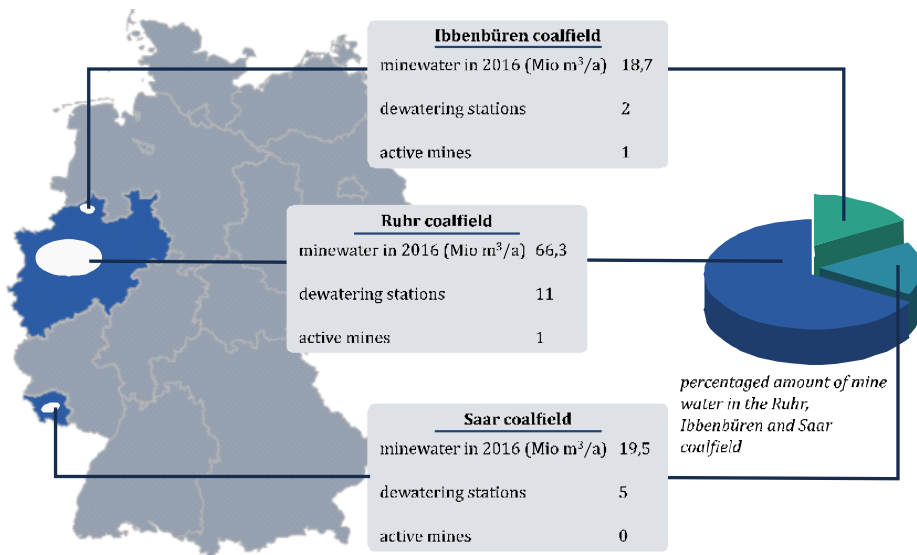 Ibbenbüren coalfield
minewater in 2016 (Mio m³/a) 18,7
dewatering stations 2
active mines 1
Ruhr coalfield
minewater in 2016 (Mio m³/a) 66,3
dewatering stations 11
active mines 1
percentaged amount of mine
water in the Ruhr,
Ibbenbüren and Saar
coalfield
Saar coalfield
minewater in 2016 (Mio m³/a) 19,5
dewatering stations 5
active mines 0